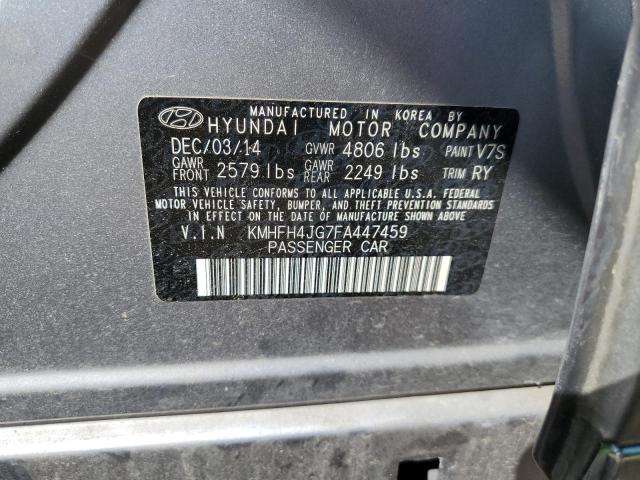 MANUFACTURED IN KOREA BY
HYUNDAI MOTOR COMPANY
DEC/03/14 GVWR 4806 lbs PAINT V7S
GAWR FRONT 2579 lbs GAWR REAR 2249 lbs TRIM RY
THIS VEHICLE CONFORMS TO ALL APPLICABLE U.S.A. FEDERAL
MOTOR VEHICLE SAFETY, BUMPER, AND THEFT PREVENTION STANDARDS
IN EFFECT ON THE DATE OF MANUFACTURE SHOWN ABOVE
V.I.N KMHFH4JG7FA447459
PASSENGER CAR